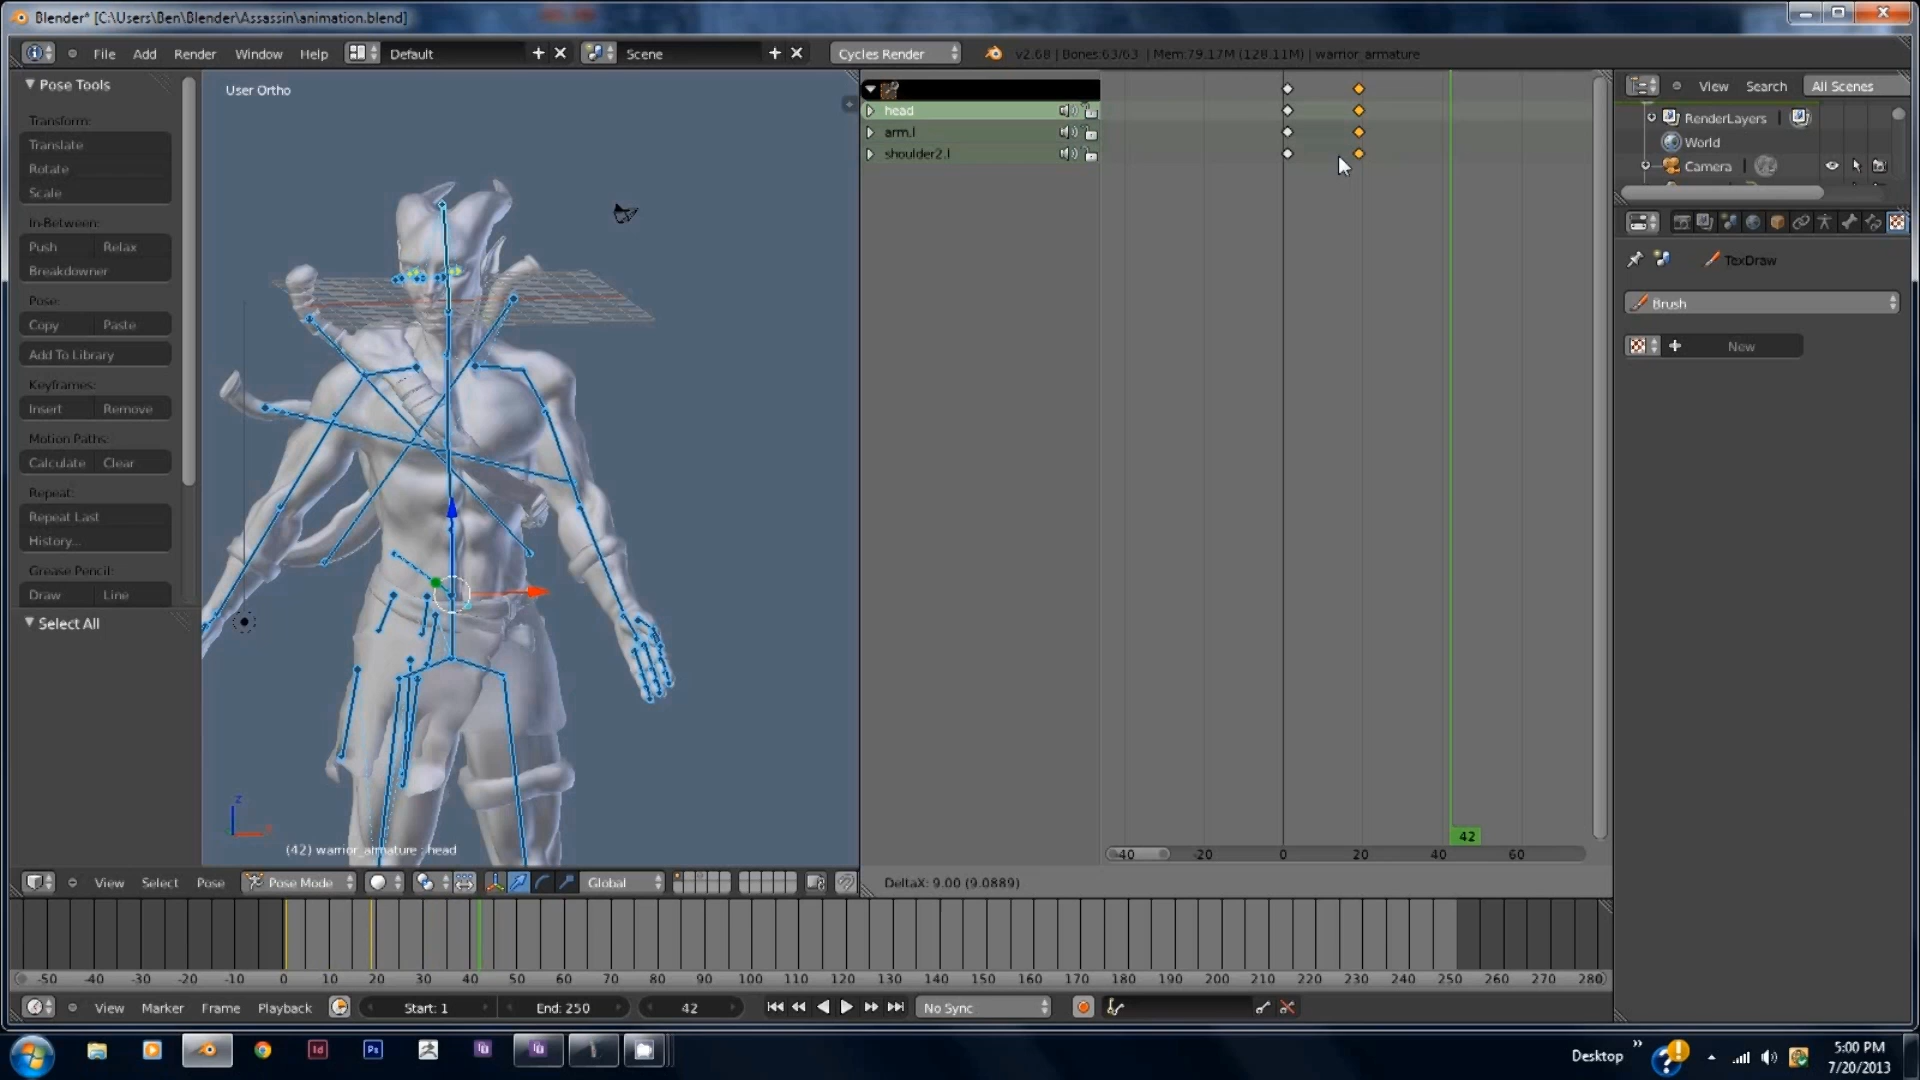 Blender* [C:\Users\Ben\Blender\Assassin\animation.blend]
File Add Render Window Help Default Scene Cycles Render v2.68 | Bones:63/63 | Mem:79.17M (128.11M) | warrior_armature
Pose Tools
Transform:
Translate
Rotate
Scale
In-Between:
Push Relax
Breakdowner
Pose:
Copy Paste
Add To Library
Keyframes:
Insert Remove
Motion Paths:
Calculate Clear
Repeat:
Repeat Last
History...
Grease Pencil:
Draw Line
Select All
User Ortho
z
x
(42) warrior_armature : head
View Select Pose Pose Mode Global
head
arm.l
shoulder2.l
42
-40 -20 0 20 40 60
DeltaX: 9.00 (9.0889)
View Search All Scenes
RenderLayers
World
Camera
TexDraw
Brush
New
-50 -40 -30 -20 -10 0 10 20 30 40 50 60 70 80 90 100 110 120 130 140 150 160 170 180 190 200 210 220 230 240 250 260 270 280
View Marker Frame Playback Start: 1 End: 250 42 No Sync
Id Ps Desktop
5:00 PM
7/20/2013